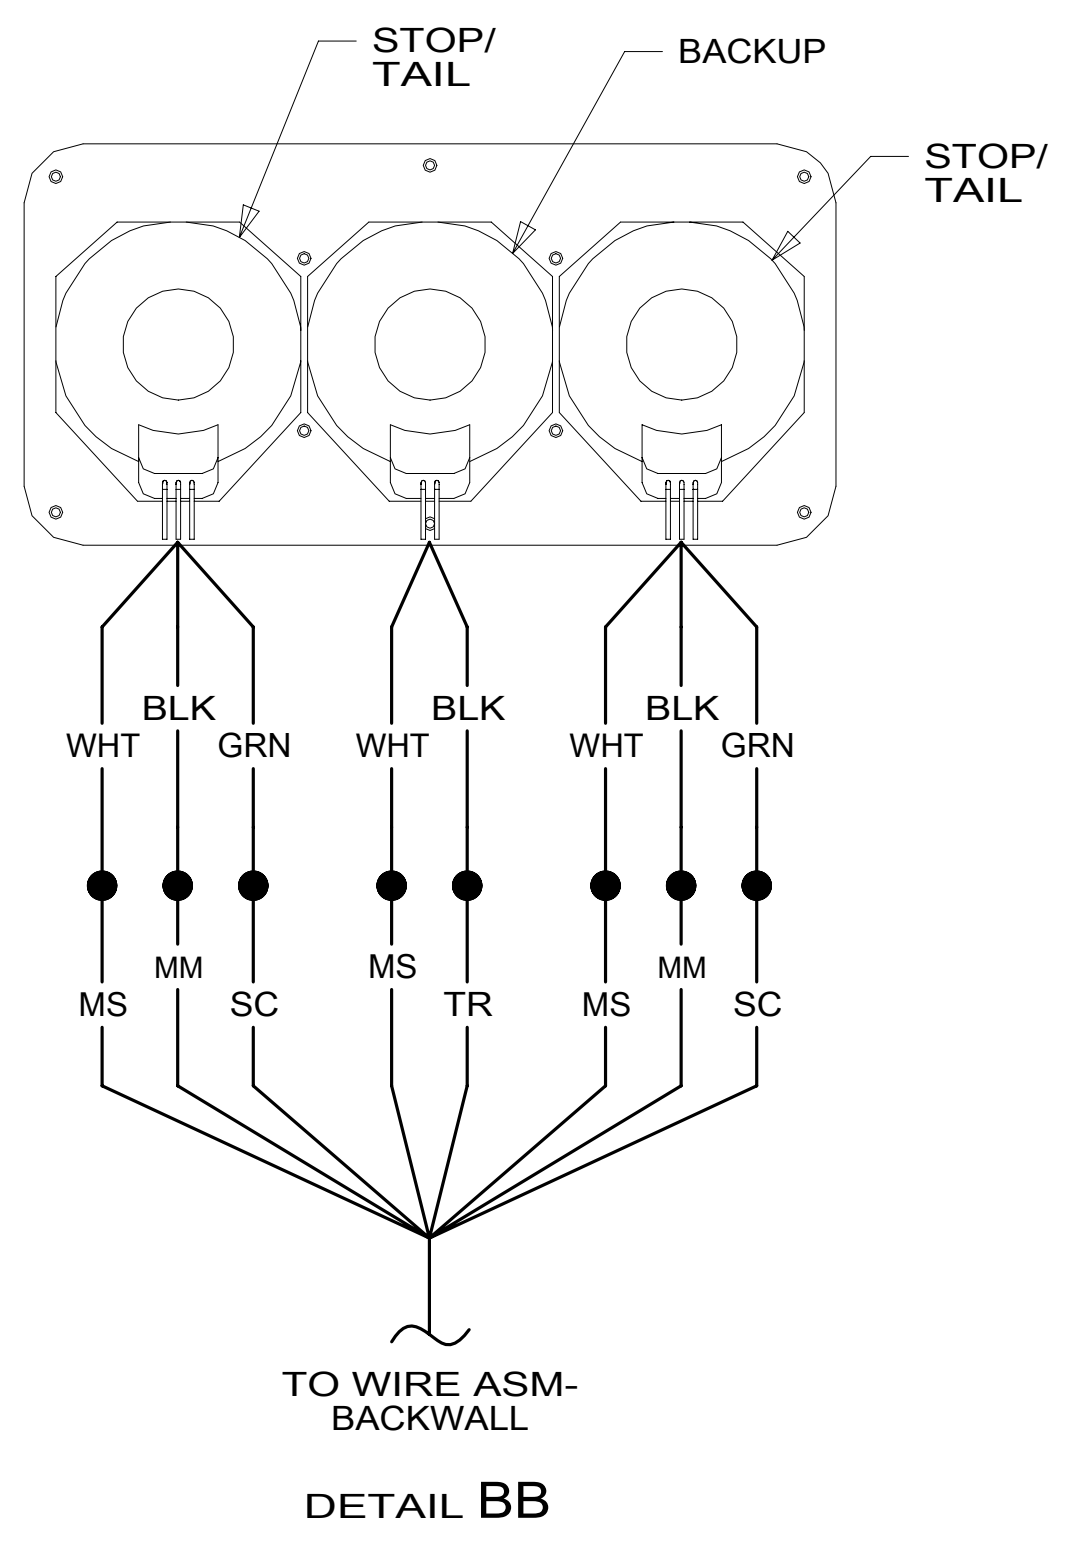 STOP/
TAIL
BACKUP
STOP/
TAIL
BLK BLK BLK
WHT GRN WHT WHT GRN
MM MS MM
MS SC TR MS SC
TO WIRE ASM-
BACKWALL
DETAIL BB